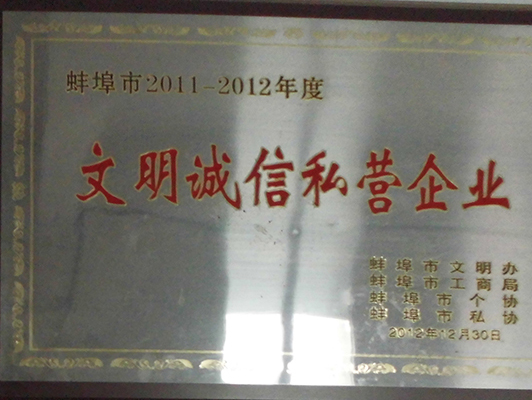 蚌埠市2011-2012年度
文明诚信私营企业
蚌埠市文明办
蚌埠市工商局
蚌埠市个协
蚌埠市私协
2012年12月30日